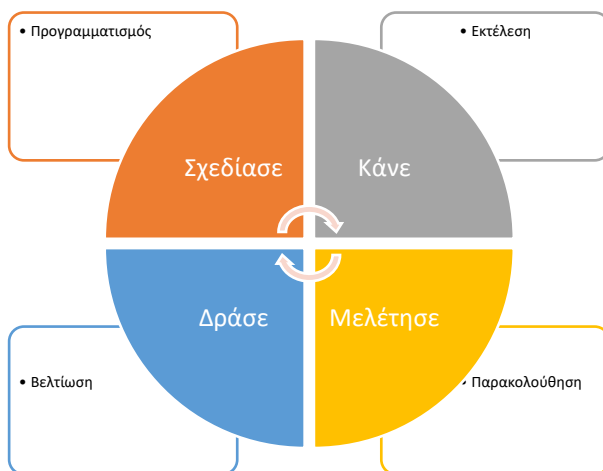 • Προγραμματισμός
• Εκτέλεση
Σχεδίασε
Κάνε
Δράσε
Μελέτησε
• Βελτίωση
• Παρακολούθηση